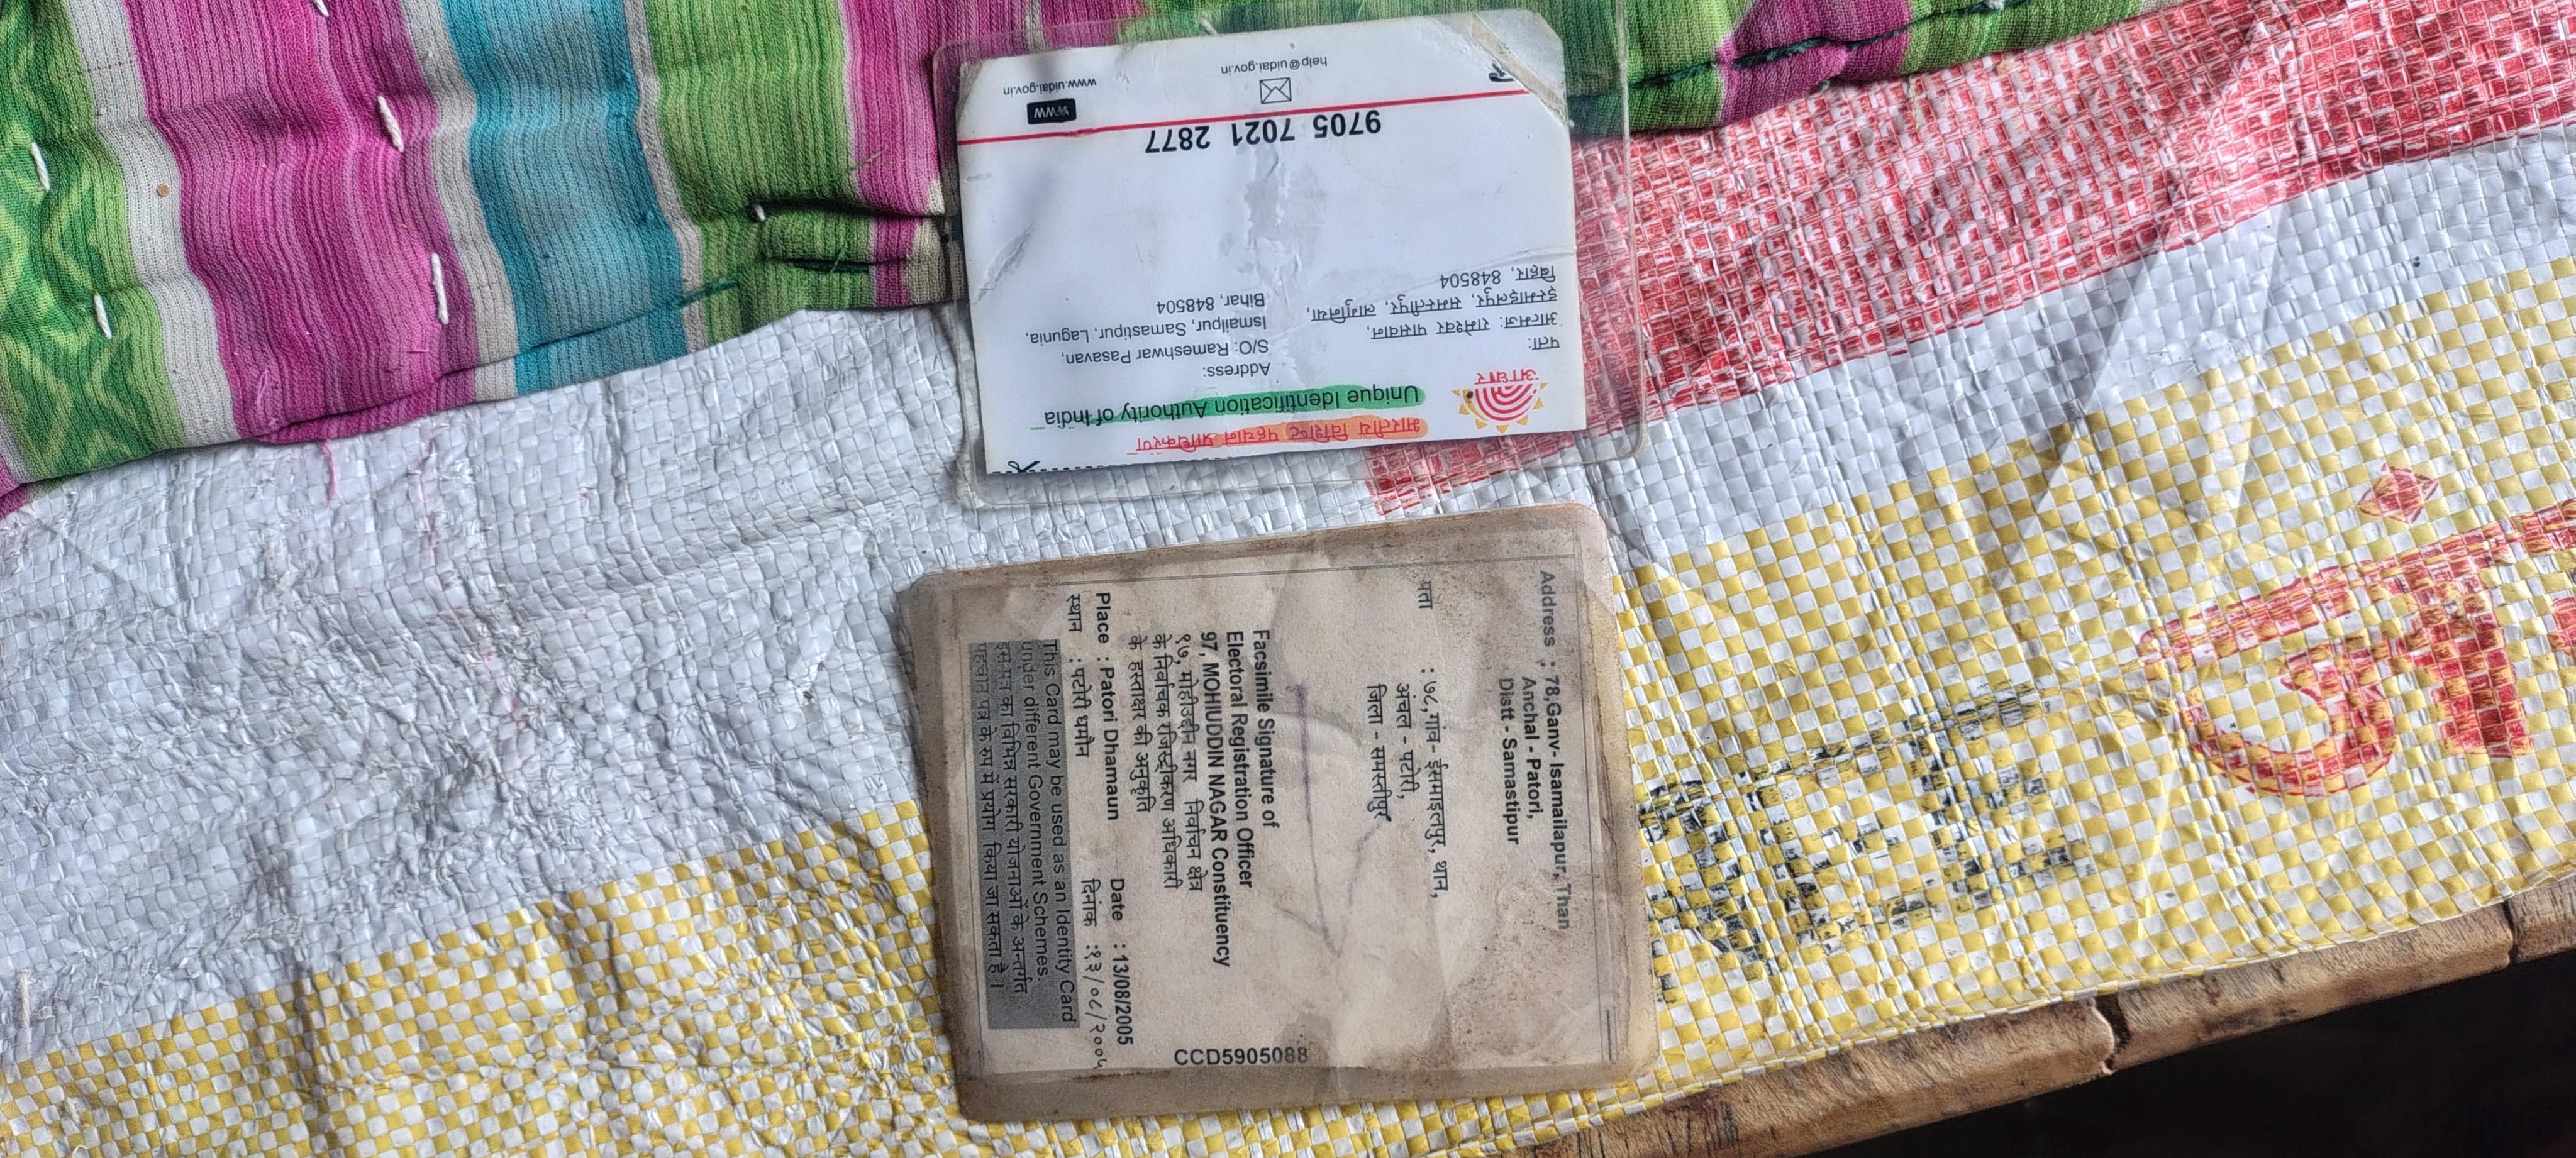 भारतीय विशिष्ट पहचान प्राधिकरण
Unique Identification Authority of India
आधार
पता:
आत्मज: रामेश्वर पासवान,
इस्माइलपुर, समस्तीपुर, लागुनिया,
बिहार, 848504
Address:
S/O: Rameshwar Pasavan,
Ismailpur, Samastipur, Lagunia,
Bihar, 848504
9705 7021 2877
help@uidai.gov.in
WWW
www.uidai.gov.in
Address : 78,Ganv- Isamailapur, Than
Anchal - Patori,
Distt - Samastipur
पता : ७८,गांव- ईसमाइलपुर, थान,
अंचल - पटोरी,
जिला - समस्तीपुर
Facsimile Signature of
Electoral Registration Officer
97, MOHIUDDIN NAGAR Constituency
९७, मोहीउद्दीन नगर निर्वाचन क्षेत्र
के निर्वाचक रजिस्ट्रीकरण अधिकारी
के हस्ताक्षर की अनुकृति
Place : Patori Dhamaun Date : 13/08/2005
स्थान : पटोरी धमौन दिनांक :१३/०८/२००५
This Card may be used as an Identity Card
under different Government Schemes.
इस पत्र का विभिन्न सरकारी योजनाओं के अन्तर्गत
पहचान पत्र के रुप में प्रयोग किया जा सकता है।
CCD5905088